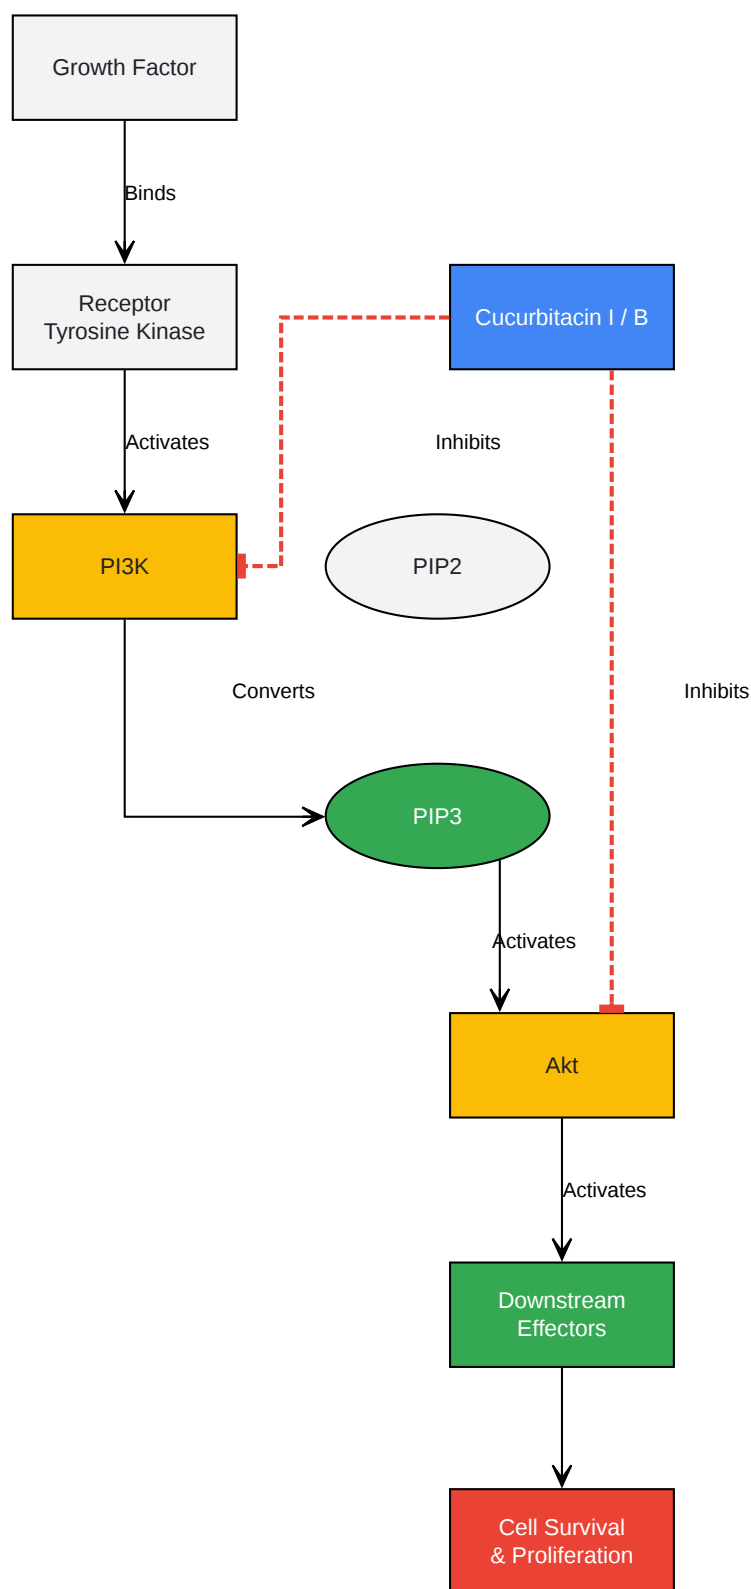 Growth Factor
Binds
Receptor
Tyrosine Kinase
Cucurbitacin I / B
Activates
Inhibits
PI3K
PIP2
Converts
Inhibits
PIP3
Activates
Akt
Activates
Downstream
Effectors
Cell Survival
& Proliferation